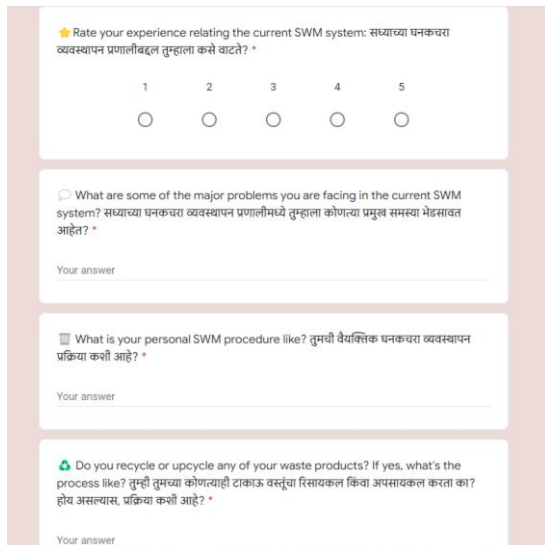 ⭐ Rate your experience relating the current SWM system: सध्याच्या घनकचरा
व्यवस्थापन प्रणालीबद्दल तुम्हाला कसे वाटते? *
1 2 3 4 5
💭 What are some of the major problems you are facing in the current SWM
system? सध्याच्या घनकचरा व्यवस्थापन प्रणालीमध्ये तुम्हाला कोणत्या प्रमुख समस्या भेडसावत
आहेत? *
Your answer
🗑️ What is your personal SWM procedure like? तुमची वैयक्तिक घनकचरा व्यवस्थापन
प्रक्रिया कशी आहे? *
Your answer
♻️ Do you recycle or upcycle any of your waste products? If yes, what's the
process like? तुम्ही तुमच्या कोणत्याही टाकाऊ वस्तूंचा रिसायकल किंवा अपसायकल करता का?
होय असल्यास, प्रक्रिया कशी आहे? *
Your answer